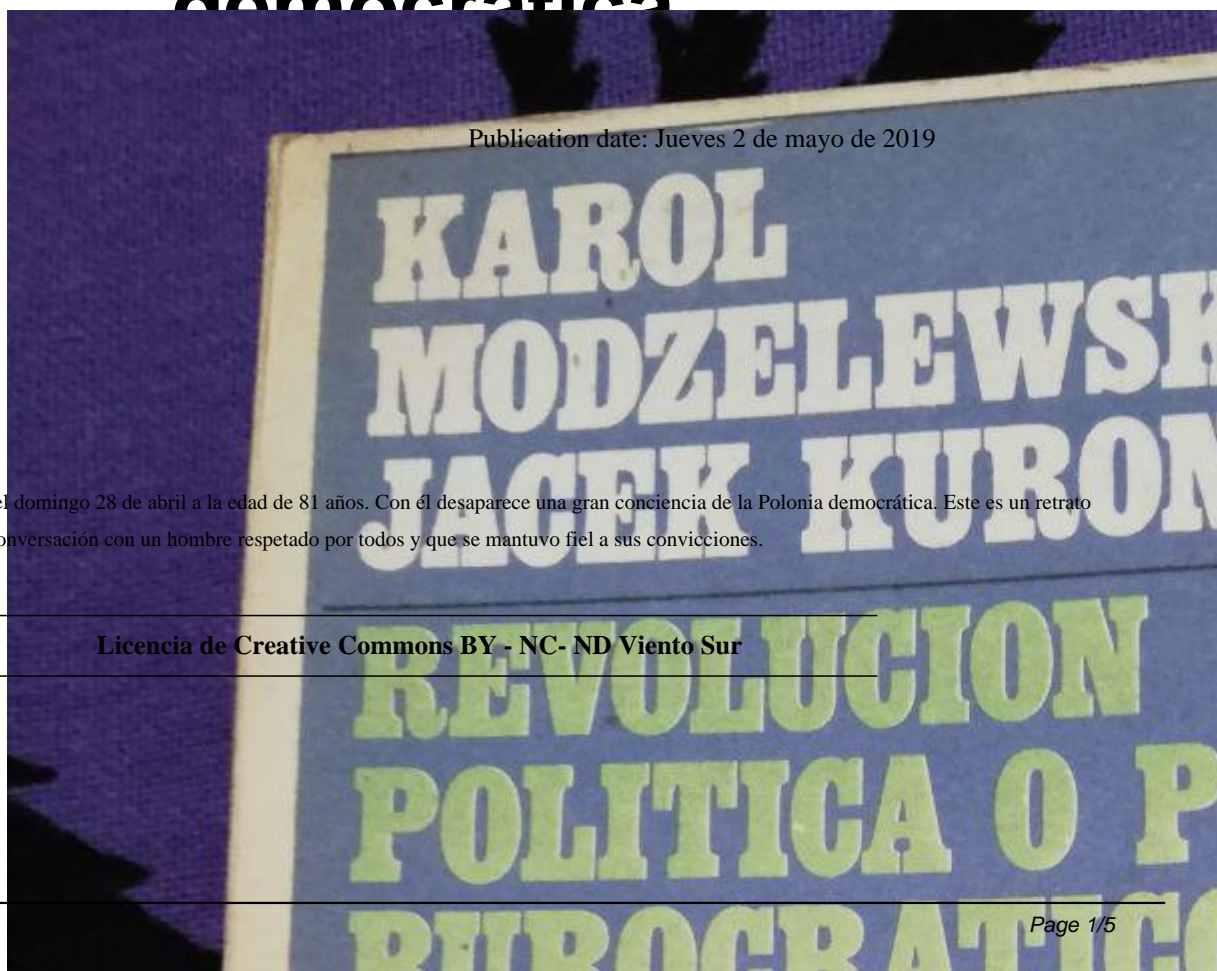 democrática
Publication date: Jueves 2 de mayo de 2019
KAROL
MODZELEWSK
JACEK KURON
el domingo 28 de abril a la edad de 81 años. Con él desaparece una gran conciencia de la Polonia democrática. Este es un retrato
onversación con un hombre respetado por todos y que se mantuvo fiel a sus convicciones.
Licencia de Creative Commons BY - NC- ND Viento Sur
REVOLUCION
POLITICA O P
BUROCRATICO
Page 1/5